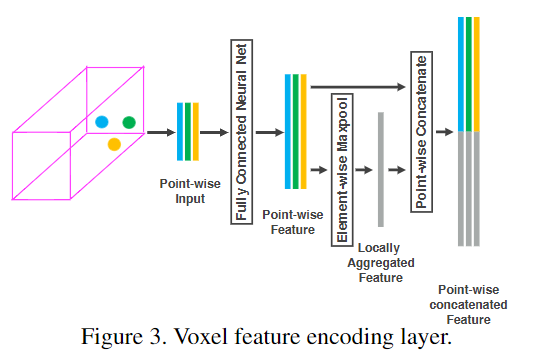 Point-wise
Input
Fully Connected Neural Net
Point-wise
Feature
Element-wise Maxpool
Locally
Aggregated
Feature
Point-wise Concatenate
Point-wise
concatenated
Feature
Figure 3. Voxel feature encoding layer.